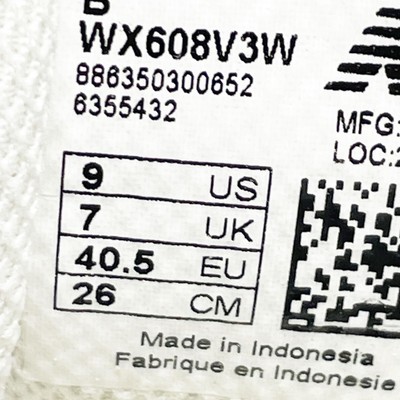 B
WX608V3W
886350300652
6355432
MFG:
LOC:2
9 US
7 UK
40.5 EU
26 CM
Made in Indonesia
Fabrique en Indonesie